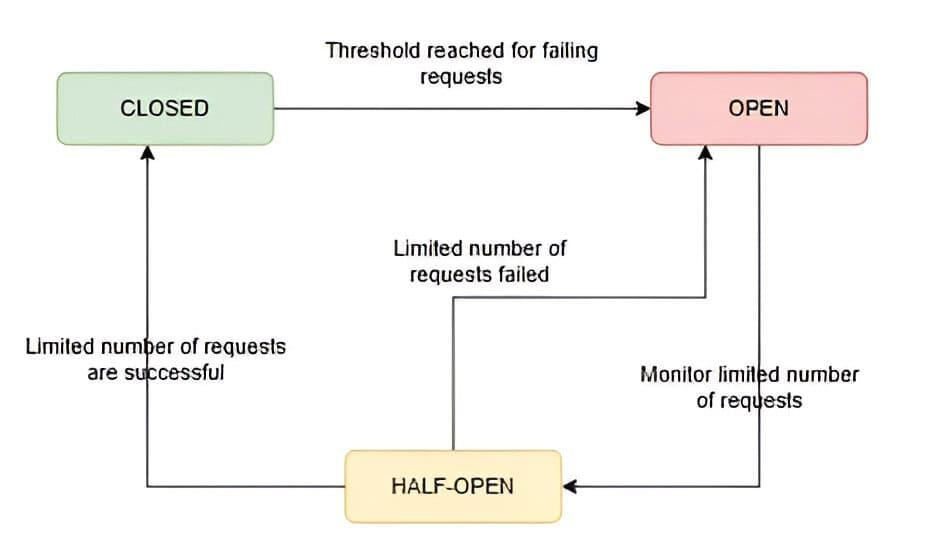 Threshold reached for failing
requests
CLOSED
OPEN
Limited number of
requests failed
Limited number of requests
are successful
Monitor limited number
of requests
HALF-OPEN